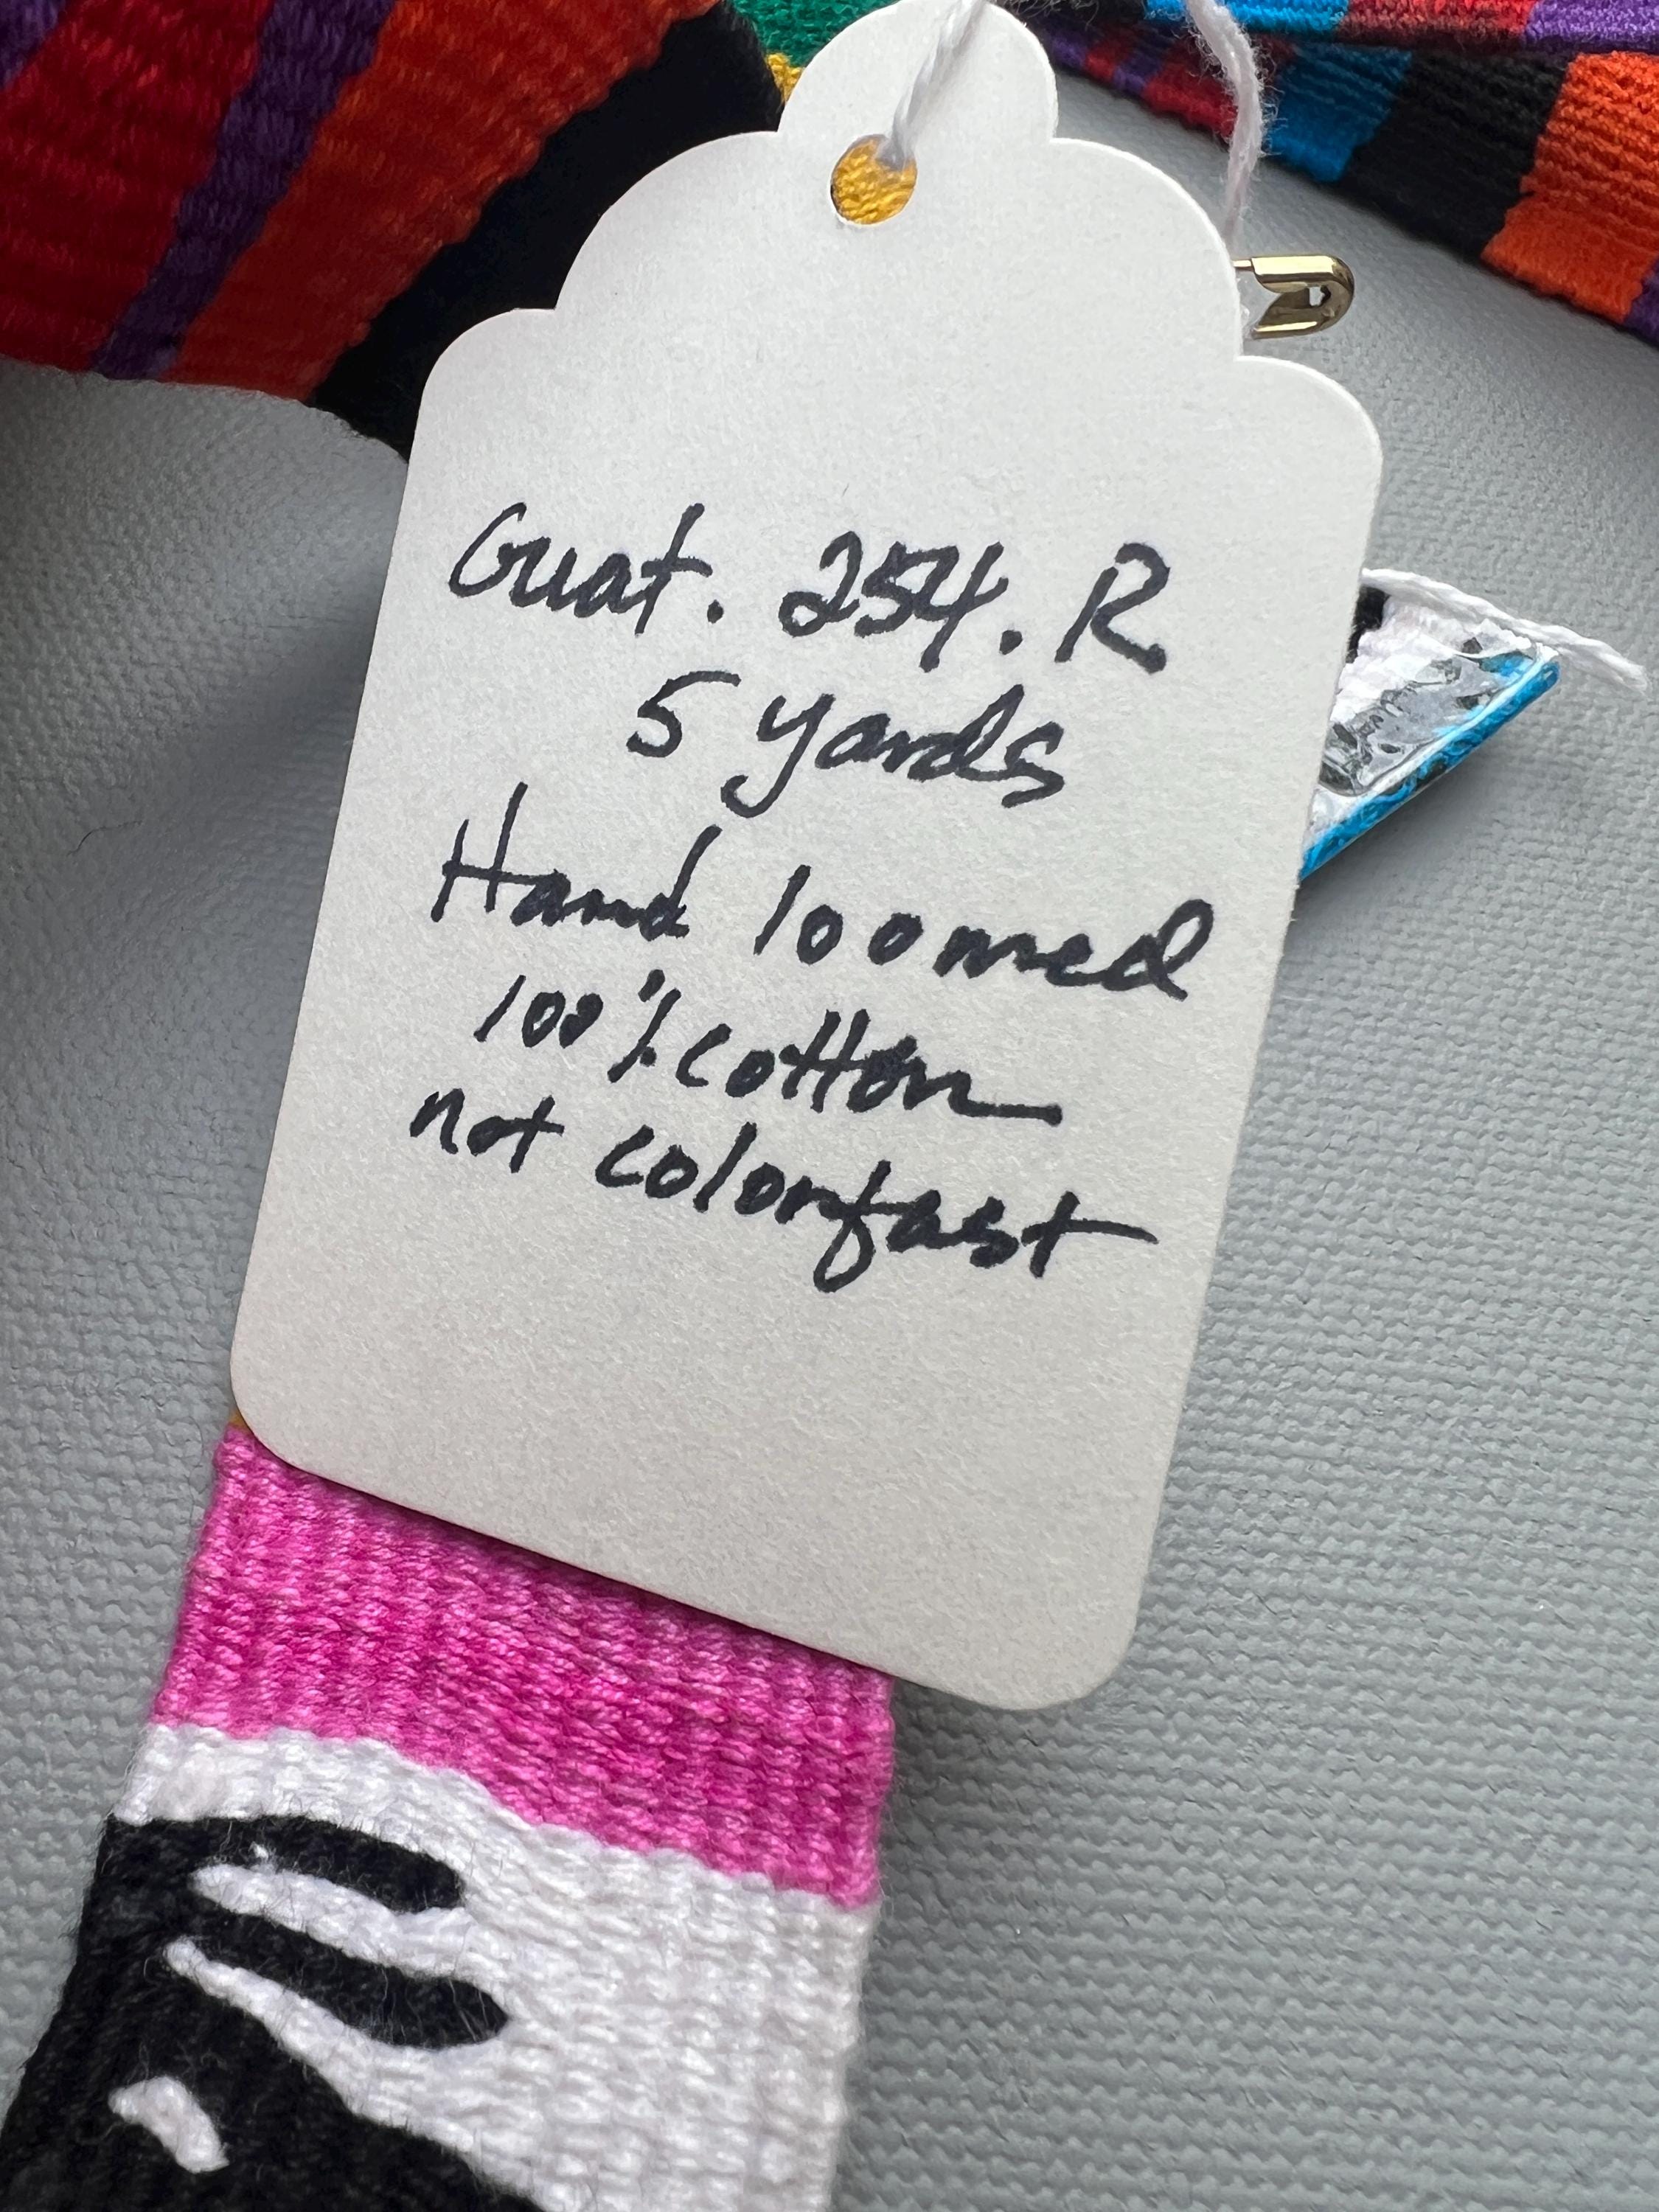 Guat. 254. R
5 yards
Hand loomed
100% cotton
not colorfast